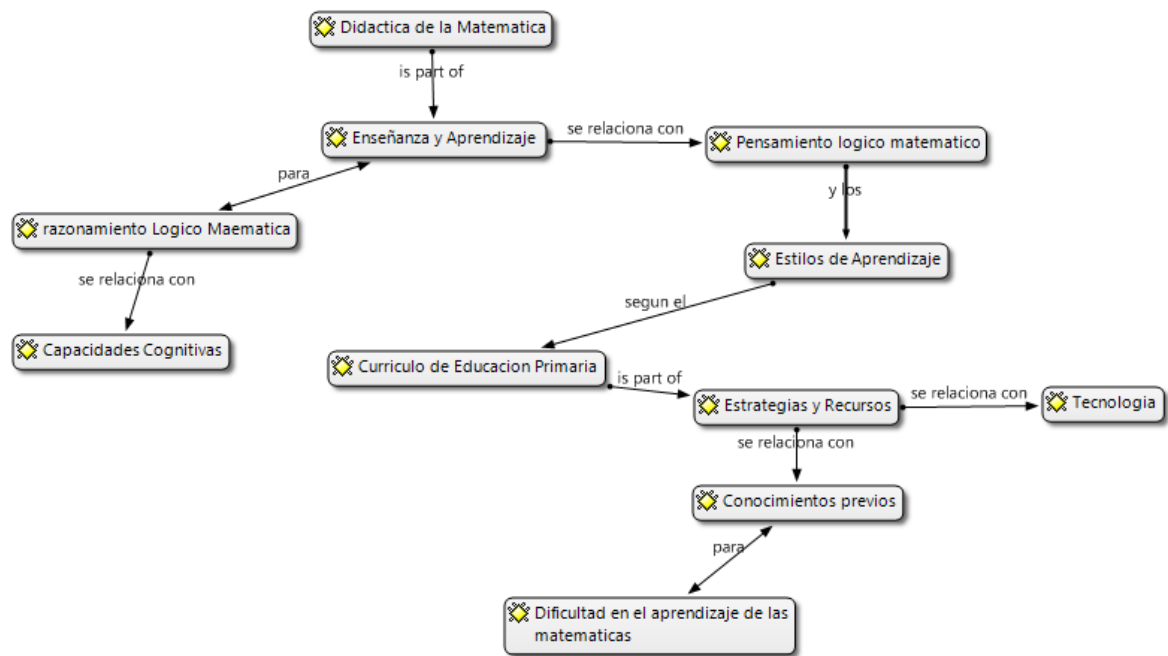 Didactica de la Matematica
is part of
Enseñanza y Aprendizaje
se relaciona con
Pensamiento logico matematico
para
y los
razonamiento Logico Maematica
Estilos de Aprendizaje
se relaciona con
segun el
Capacidades Cognitivas
Curriculo de Educacion Primaria
is part of
Estrategias y Recursos
se relaciona con
Tecnologia
se relaciona con
Conocimientos previos
para
Dificultad en el aprendizaje de las
matematicas